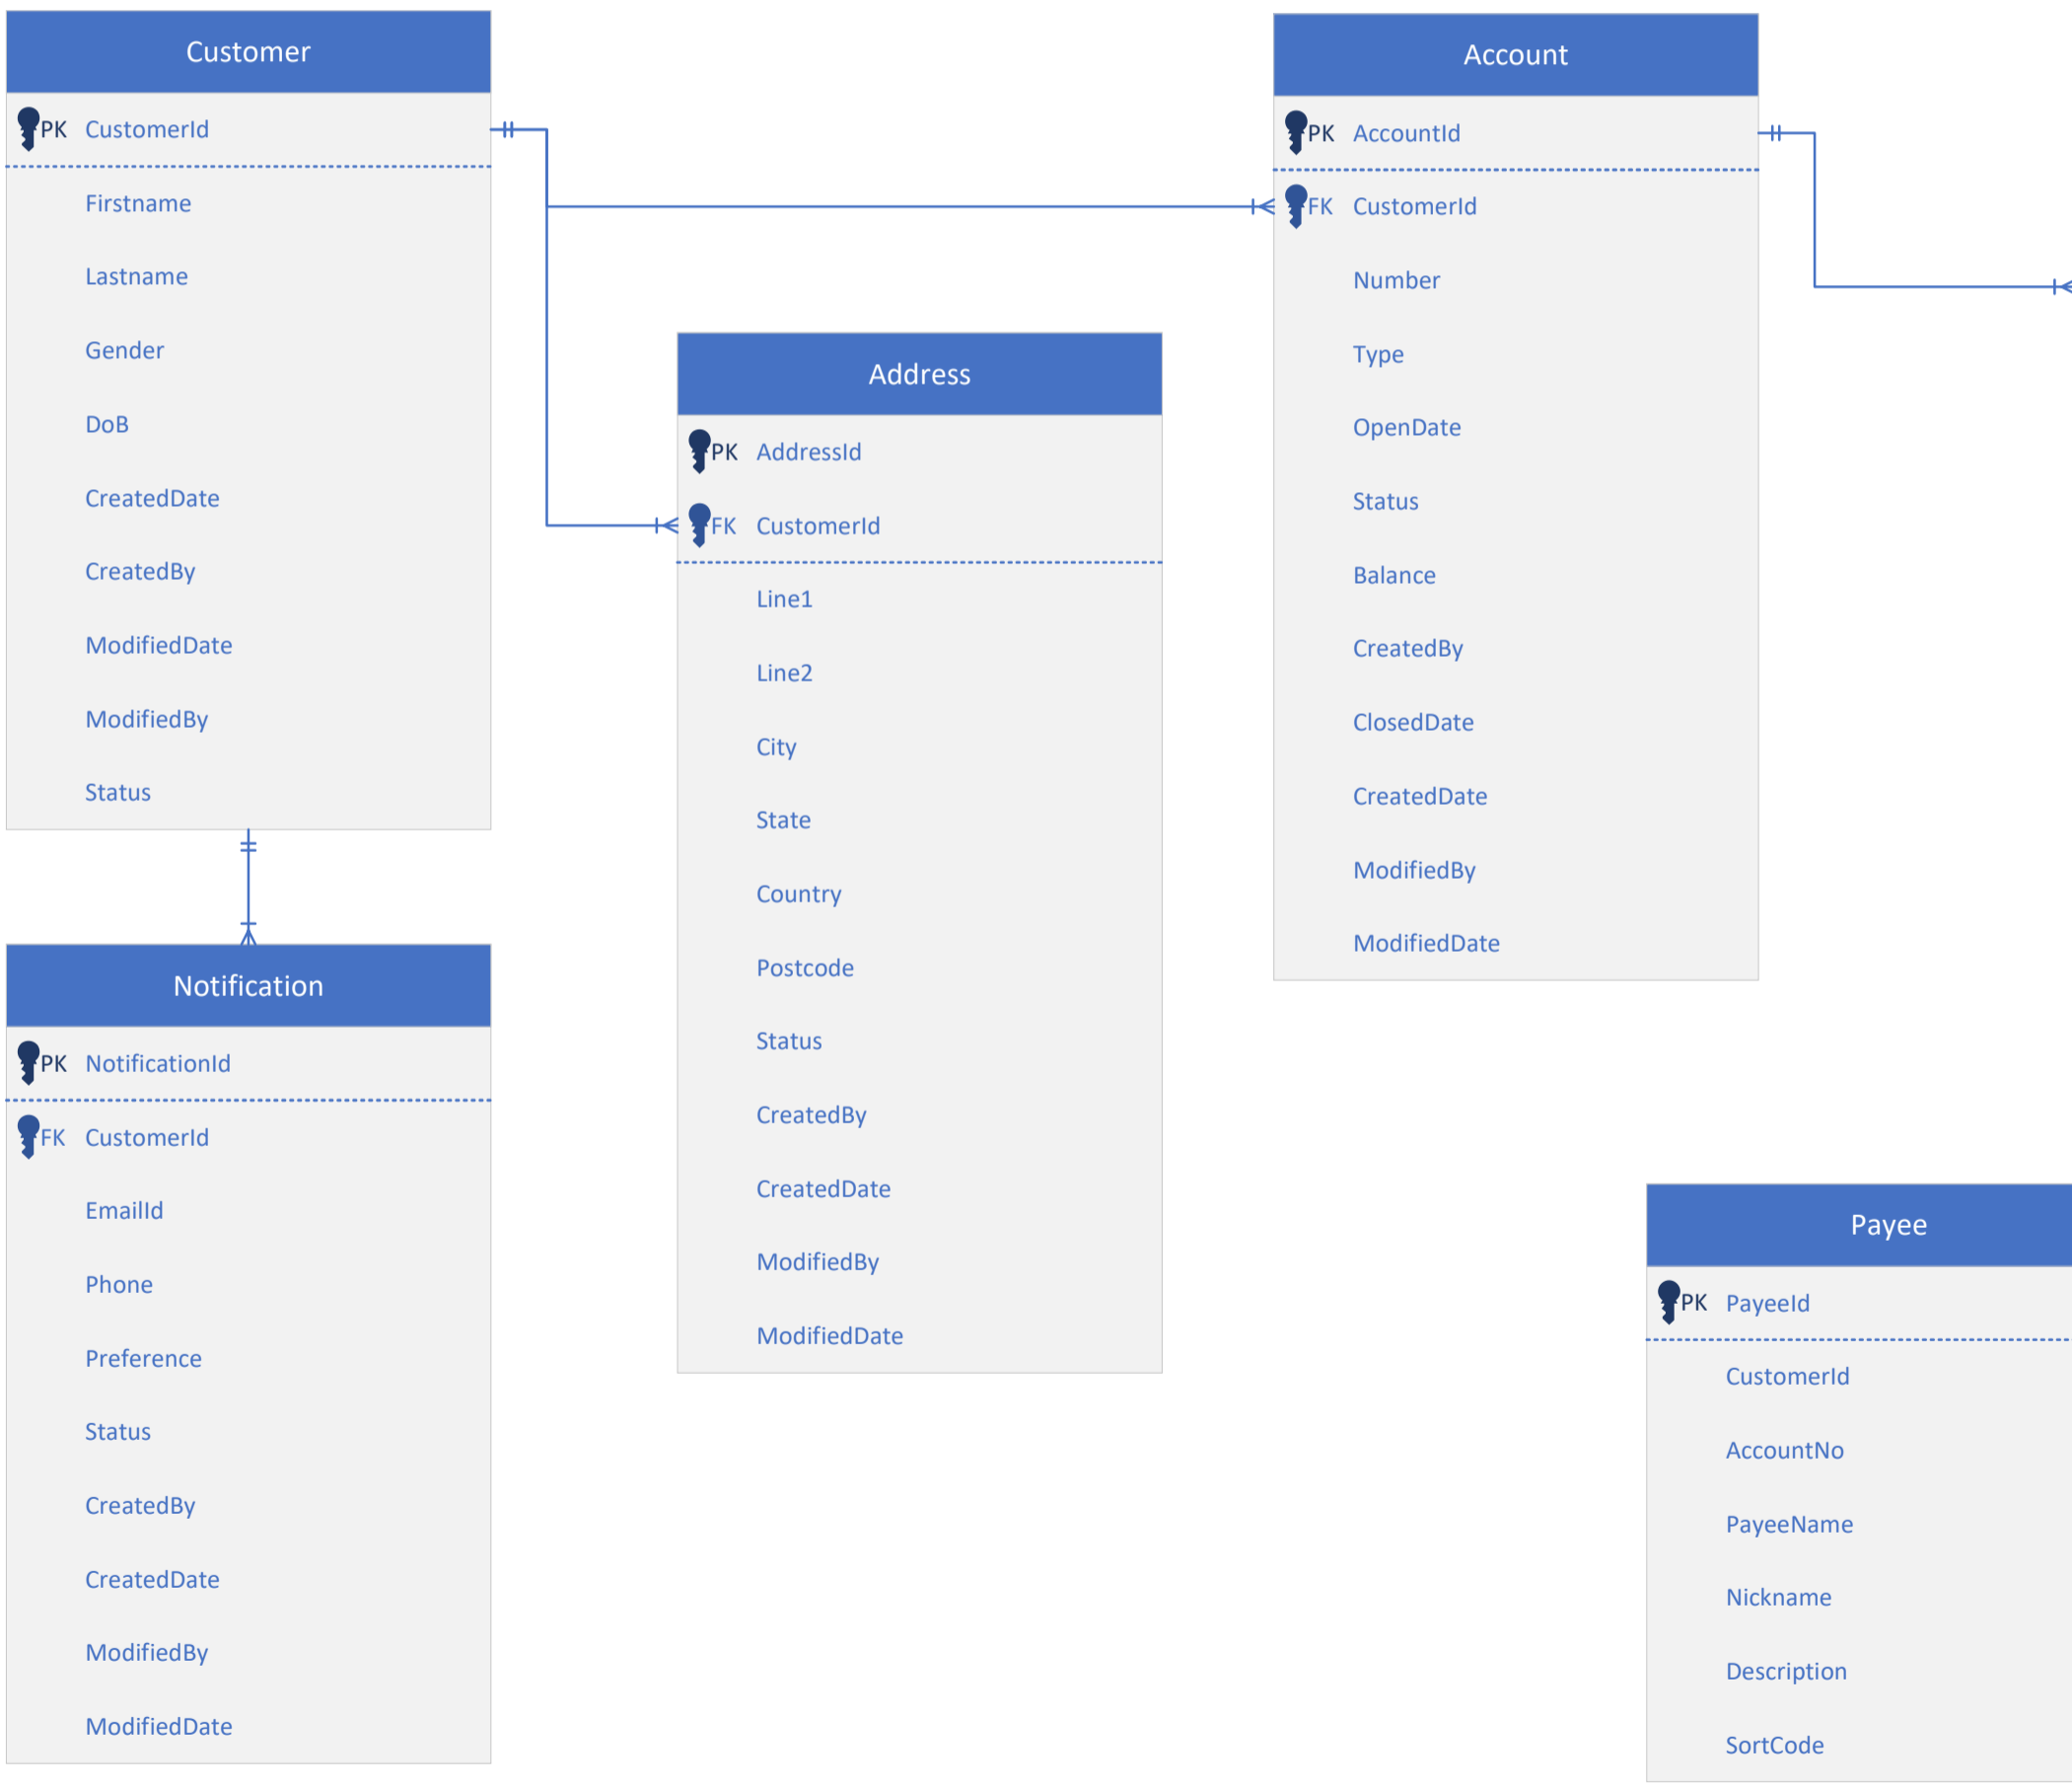 Customer
PK CustomerId
Firstname
Lastname
Gender
DoB
CreatedDate
CreatedBy
ModifiedDate
ModifiedBy
Status
Notification
PK NotificationId
FK CustomerId
EmailId
Phone
Preference
Status
CreatedBy
CreatedDate
ModifiedBy
ModifiedDate
Address
PK AddressId
FK CustomerId
Line1
Line2
City
State
Country
Postcode
Status
CreatedBy
CreatedDate
ModifiedBy
ModifiedDate
Account
PK AccountId
FK CustomerId
Number
Type
OpenDate
Status
Balance
CreatedBy
ClosedDate
CreatedDate
ModifiedBy
ModifiedDate
Payee
PK PayeeId
CustomerId
AccountNo
PayeeName
Nickname
Description
SortCode